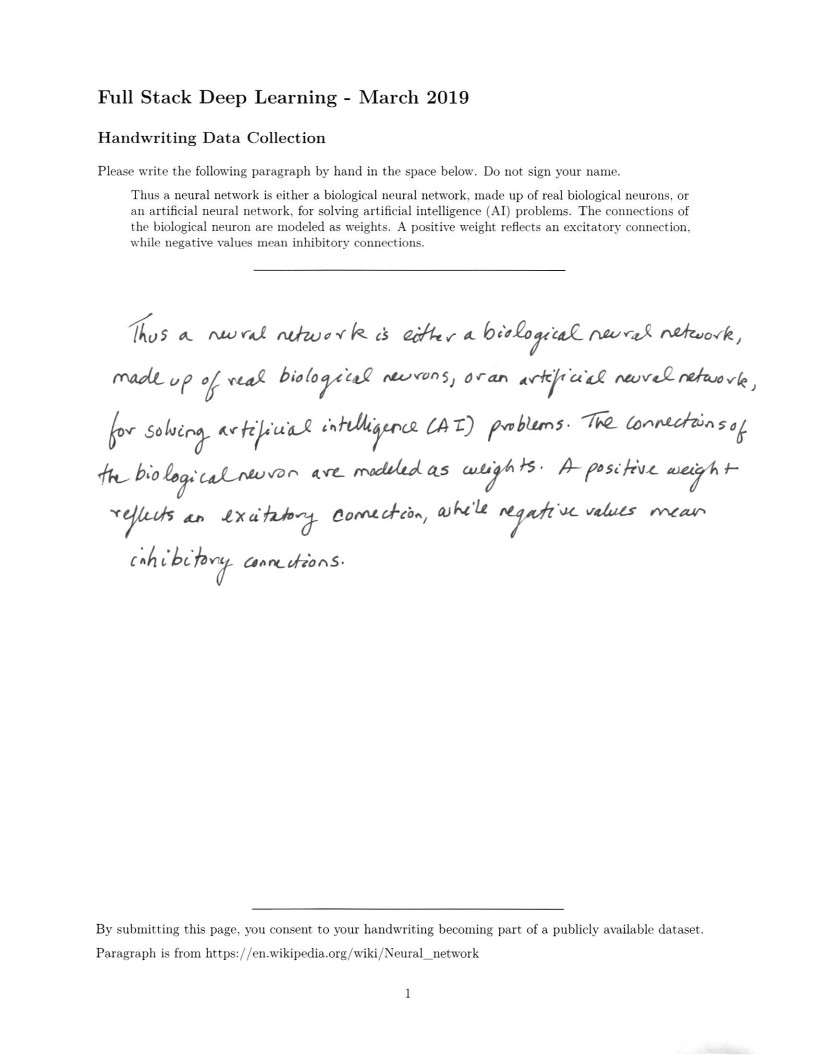 Full Stack Deep Learning - March 2019
Handwriting Data Collection
Please write the following paragraph by hand in the space below. Do not sign your name.
Thus a neural network is either a biological neural network, made up of real biological neurons, or
an artificial neural network, for solving artificial intelligence (AI) problems. The connections of
the biological neuron are modeled as weights. A positive weight reflects an excitatory connection,
while negative values mean inhibitory connections.
Thus a neural network is either a biological neural network,
made up of real biological neurons, or an artificial neural network,
for solving artificial intelligence (AI) problems. The connections of
the biological neuron are modeled as weights. A positive weight
reflects an excitatory connection, while negative values mean
inhibitory connections.
By submitting this page, you consent to your handwriting becoming part of a publicly available dataset.
Paragraph is from https://en.wikipedia.org/wiki/Neural_network
1